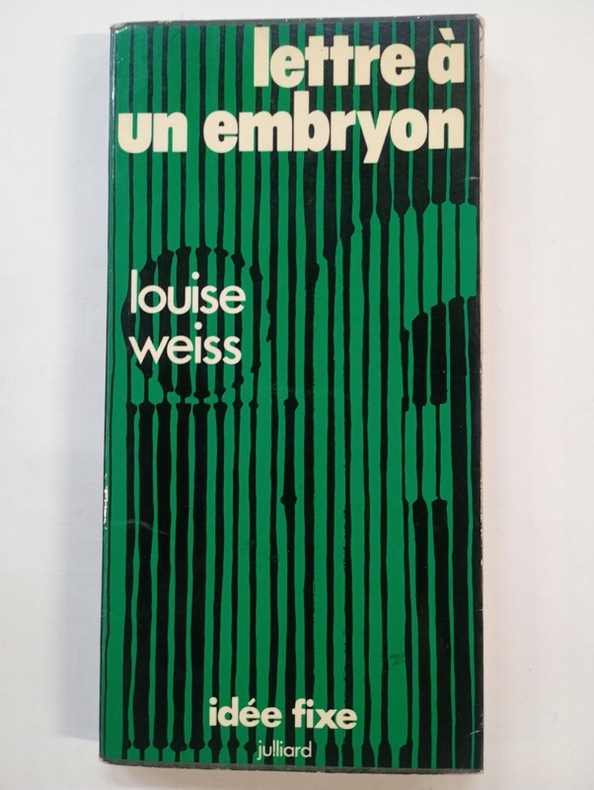 lettre à
un embryon
louise
weiss
idée fixe
julliard